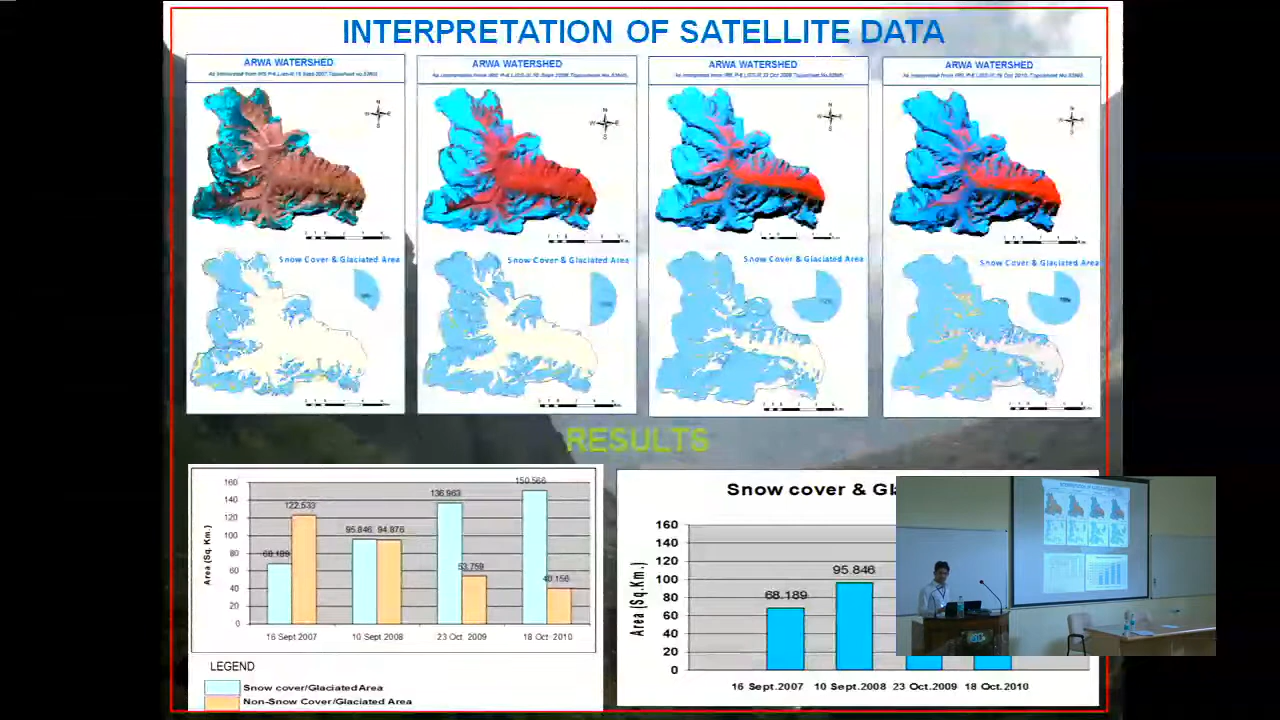 INTERPRETATION OF SATELLITE DATA
ARWA WATERSHED
ARWA WATERSHED
ARWA WATERSHED
ARWA WATERSHED
N
W E
S
N
W E
S
N
W E
S
N
W E
S
Snow Cover & Glaciated Area
Snow Cover & Glaciated Area
Snow Cover & Glaciated Area
Snow Cover & Glaciated Area
RESULTS
160
140
120
100
80
60
40
20
0
Area (Sq. Km.)
68.189
122.533
95.846
94.876
136.963
53.759
150.566
40.156
16 Sept 2007
10 Sept 2008
23 Oct. 2009
18 Oct. 2010
LEGEND
Snow cover/Glaciated Area
Non-Snow Cover/Glaciated Area
Snow cover &
160
140
120
100
80
60
40
20
0
Area (Sq.Km.)
68.189
95.846
16 Sept.2007
10 Sept.2008
23 Oct.2009
18 Oct.2010
INTERPRETATION OF SATELLITE DATA